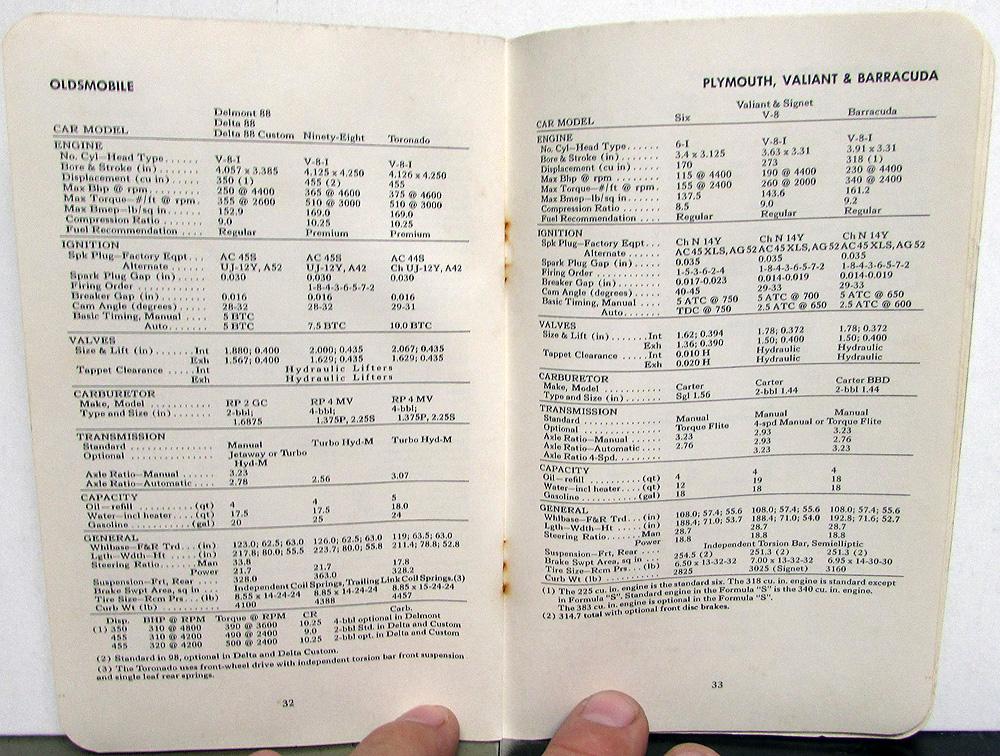 OLDSMOBILE
Delmont 88
Delta 88
CAR MODEL Delta 88 Custom Ninety-Eight Toronado
ENGINE
No. Cyl—Head Type...... V-8-I V-8-I V-8-I
Bore & Stroke (in)....... 4.057 x 3.385 4.125 x 4.250 4.126 x 4.250
Displacement (cu in)..... 350 (1) 455 (2) 455
Max Bhp @ rpm......... 250 @ 4400 365 @ 4600 375 @ 4600
Max Torque—#/ft @ rpm. 355 @ 2600 510 @ 3000 510 @ 3000
Max Bmep—lb/sq in...... 152.9 169.0 169.0
Compression Ratio ...... 9.0 10.25 10.25
Fuel Recommendation .... Regular Premium Premium
IGNITION
Spk Plug—Factory Eqpt... AC 45S AC 44S AC 44S
Alternate......... UJ-12Y, A52 UJ-12Y, A42 Ch UJ-12Y, A42
Spark Plug Gap (in)...... 0.030 0.030 0.030
Firing Order ........... 1-8-4-3-6-5-7-2
Breaker Gap (in)........ 0.016 0.016 0.016
Cam Angle (degrees)..... 28-32 28-32 29-31
Basic Timing, Manual .... 5 BTC
Auto....... 5 BTC 7.5 BTC 10.0 BTC
VALVES
Size & Lift (in).......Int 1.880; 0.400 2.000; 0.435 2.067; 0.435
Exh 1.567; 0.400 1.629; 0.435 1.629; 0.435
Tappet Clearance .....Int Hydraulic Lifters
Exh Hydraulic Lifters
CARBURETOR
Make, Model .......... RP 2 GC RP 4 MV RP 4 MV
Type and Size (in)....... 2-bbl; 4-bbl; 4-bbl;
1.6875 1.375P, 2.25S 1.375P, 2.25S
TRANSMISSION
Standard ............. Manual Turbo Hyd-M Turbo Hyd-M
Optional ............. Jetaway or Turbo
Hyd-M
Axle Ratio—Manual ...... 3.23
Axle Ratio—Automatic.... 2.78 2.56 3.07
CAPACITY
Oil—refill ..........(qt) 4 4 5
Water—incl heater....(qt) 17.5 17.5 18.0
Gasoline............(gal) 20 25 24
GENERAL
Whlbase—F&R Trd...(in) 123.0; 62.5; 63.0 126.0; 62.5; 63.0 119; 63.5; 63.0
Lgth—Wdth—Ht .....(in) 217.8; 80.0; 55.5 223.7; 80.0; 55.8 211.4; 78.8; 52.8
Steering Ratio......Man 33.8
Power 21.7 21.7 17.8
Suspension—Frt, Rear .... Independent Coil Springs, Trailing Link Coil Springs.(3)
Brake Swpt Area, sq in ... 328.0 363.0 328.2
Tire Size—Rcm Prs...(lb) 8.55 x 14-24-24 8.85 x 14-24-24 8.85 x 15-24-24
Curb Wt (lb) ........... 4100 4388 4457
Disp. BHP @ RPM Torque @ RPM CR Carb.
(1) 350 310 @ 4800 390 @ 3600 10.25 4-bbl optional in Delmont
455 310 @ 4200 490 @ 2400 9.0 2-bbl Std. in Delta and Custom
455 320 @ 4200 500 @ 2400 10.25 2-bbl opt. in Delta and Custom
(2) Standard in 98, optional in Delta and Delta Custom.
(3) The Toronado uses front-wheel drive with independent torsion bar front suspension
and single leaf rear springs.
32
PLYMOUTH, VALIANT & BARRACUDA
Valiant & Signet
CAR MODEL Six V-8 Barracuda
ENGINE
No. Cyl—Head Type...... 6-I V-8-I V-8-I
Bore & Stroke (in)....... 3.4 x 3.125 3.63 x 3.31 3.91 x 3.31
Displacement (cu in)..... 170 273 318 (1)
Max Bhp @ rpm......... 115 @ 4400 190 @ 4400 230 @ 4400
Max Torque—#/ft @ rpm. 155 @ 2400 260 @ 2000 340 @ 2400
Max Bmep—lb/sq in...... 137.5 143.6 161.2
Compression Ratio ...... 8.5 9.0 9.2
Fuel Recommendation .... Regular Regular Regular
IGNITION
Spk Plug—Factory Eqpt... Ch N 14Y Ch N 14Y Ch N 14Y
Alternate ........ AC 45 XLS, AG 52 AC 45 XLS, AG 52 AC 45 XLS, AG 52
Spark Plug Gap (in)...... 0.035 0.035 0.035
Firing Order ........... 1-5-3-6-2-4 1-8-4-3-6-5-7-2 1-8-4-3-6-5-7-2
Breaker Gap (in)........ 0.017-0.023 0.014-0.019 0.014-0.019
Cam Angle (degrees)..... 40-45 29-33 29-33
Basic Timing, Manual .... 5 ATC @ 750 5 ATC @ 700 5 ATC @ 650
Auto....... TDC @ 750 2.5 ATC @ 650 2.5 ATC @ 600
VALVES
Size & Lift (in).......Int 1.62; 0.394 1.78; 0.372 1.78; 0.372
Exh 1.36; 0.390 1.50; 0.400 1.50; 0.400
Tappet Clearance .....Int 0.010 H Hydraulic Hydraulic
Exh 0.020 H Hydraulic Hydraulic
CARBURETOR
Make, Model .......... Carter Carter Carter BBD
Type and Size (in)....... Sgl 1.56 2-bbl 1.44 2-bbl 1.44
TRANSMISSION
Standard ............. Manual Manual Manual
Optional ............. Torque Flite 4-spd Manual or Torque Flite
Axle Ratio—Manual ...... 3.23 2.93 3.23
Axle Ratio—Automatic.... 2.76 2.93 2.76
Axle Ratio 4-Spd. ....... 3.23 3.23
CAPACITY
Oil—refill ..........(qt) 4 4 4
Water—incl heater....(qt) 12 19 18
Gasoline............(gal) 18 18 18
GENERAL
Whlbase—F&R Trd...(in) 108.0; 57.4; 55.6 108.0; 57.4; 55.6 108.0; 57.4; 55.6
Lgth—Wdth—Ht .....(in) 188.4; 71.0; 53.7 188.4; 71.0; 54.0 192.8; 71.6; 52.7
Steering Ratio......Man 28.7 28.7 28.7
Power 18.8 18.8 18.8
Suspension—Frt, Rear .... Independent Torsion Bar, Semielliptic
Brake Swpt Area, sq in ... 254.5 (2) 251.3 (2) 251.3 (2)
Tire Size—Rcm Prs...(lb) 6.50 x 13-32-32 7.00 x 13-32-32 6.95 x 14-30-30
Curb Wt (lb) ........... 2825 3025 (Signet) 3160
(1) The 225 cu. in. engine is the standard six. The 318 cu. in. engine is standard except
in Formula "S". Standard engine in the Formula "S" is the 340 cu. in. engine.
The 383 cu. in. engine is optional in the Formula "S".
(2) 314.7 total with optional front disc brakes.
33